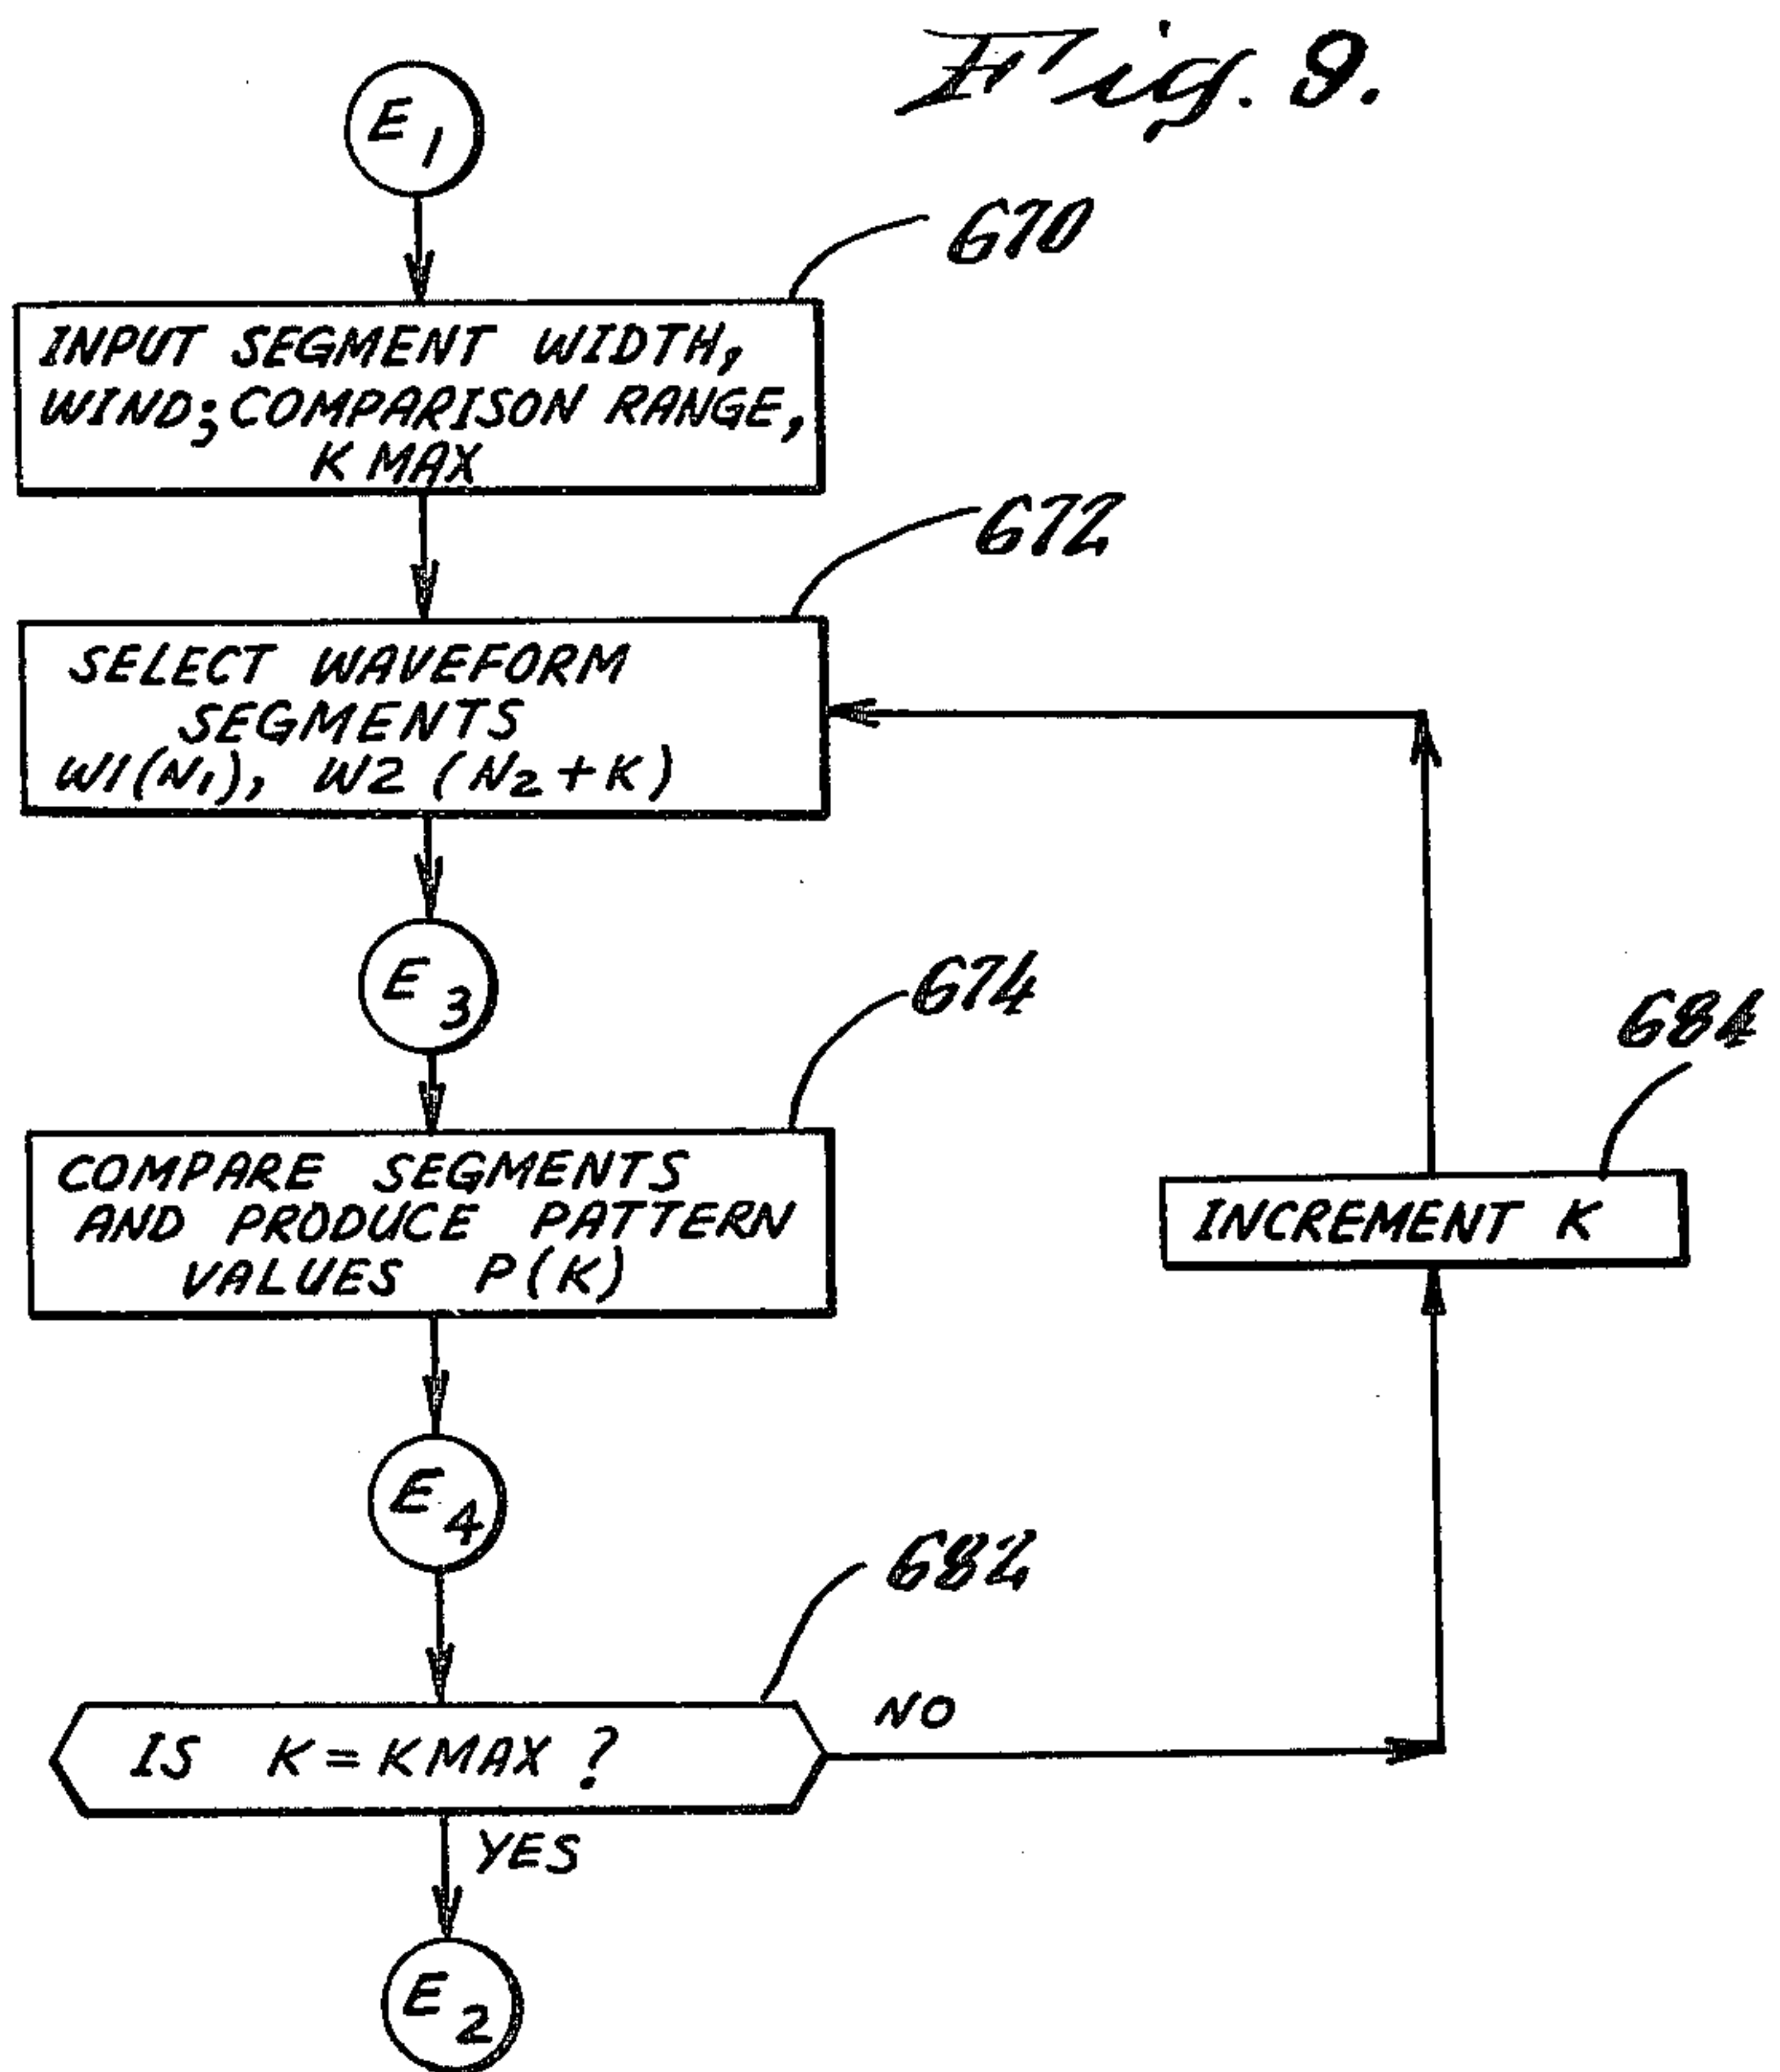 Fig. 9.
E1
670
INPUT SEGMENT WIDTH,
WIND; COMPARISON RANGE,
K MAX
672
SELECT WAVEFORM
SEGMENTS
W1(N1), W2 (N2+K)
E3
674
COMPARE SEGMENTS
AND PRODUCE PATTERN
VALUES P(K)
684
INCREMENT K
E4
682
IS K=KMAX ?
NO
YES
E2